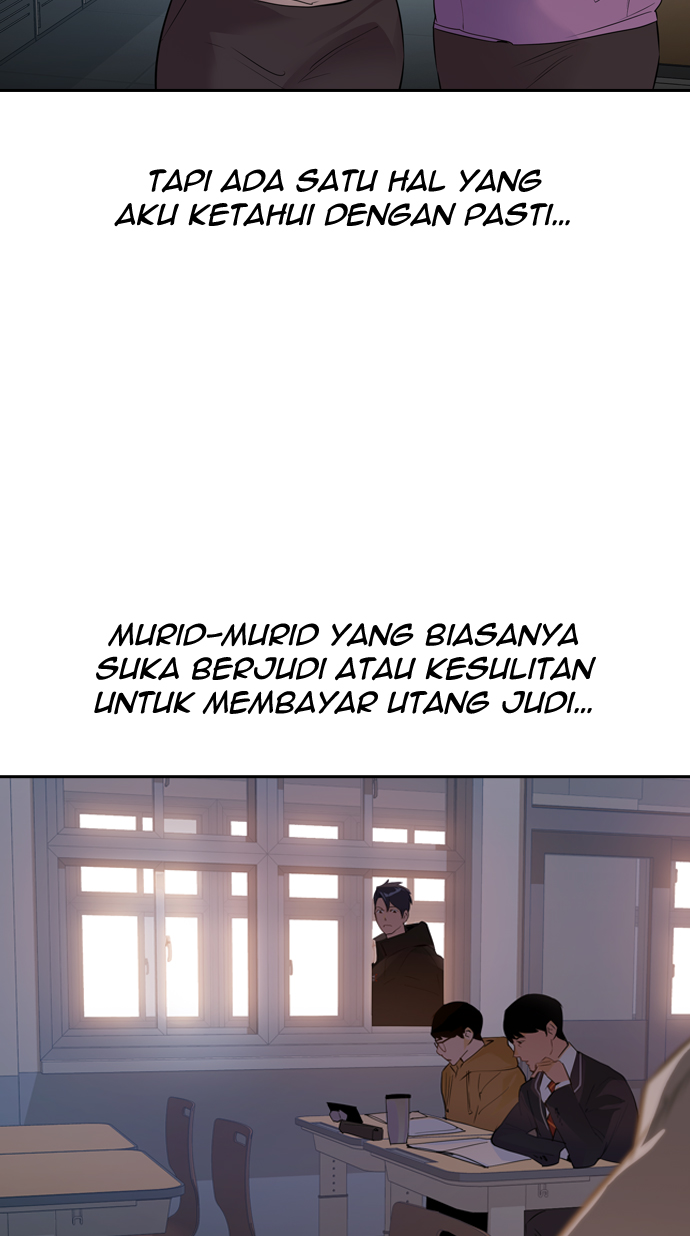 TAPI ADA SATU HAL YANG
AKU KETAHUI DENGAN PASTI...
MURID-MURID YANG BIASANYA
SUKA BERJUDI ATAU KESULITAN
UNTUK MEMBAYAR UTANG JUDI...